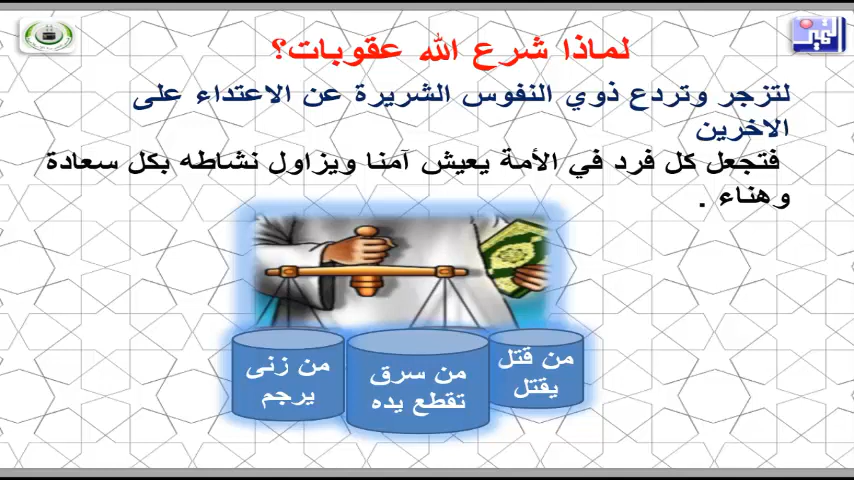 لماذا شرع الله عقوبات؟
لتزجر وتردع ذوي النفوس الشريرة عن الاعتداء على
الاخرين
فتجعل كل فرد في الأمة يعيش آمنا ويزاول نشاطه بكل سعادة
وهناء .
من قتل
يقتل
من سرق
تقطع يده
من زنى
يرجم